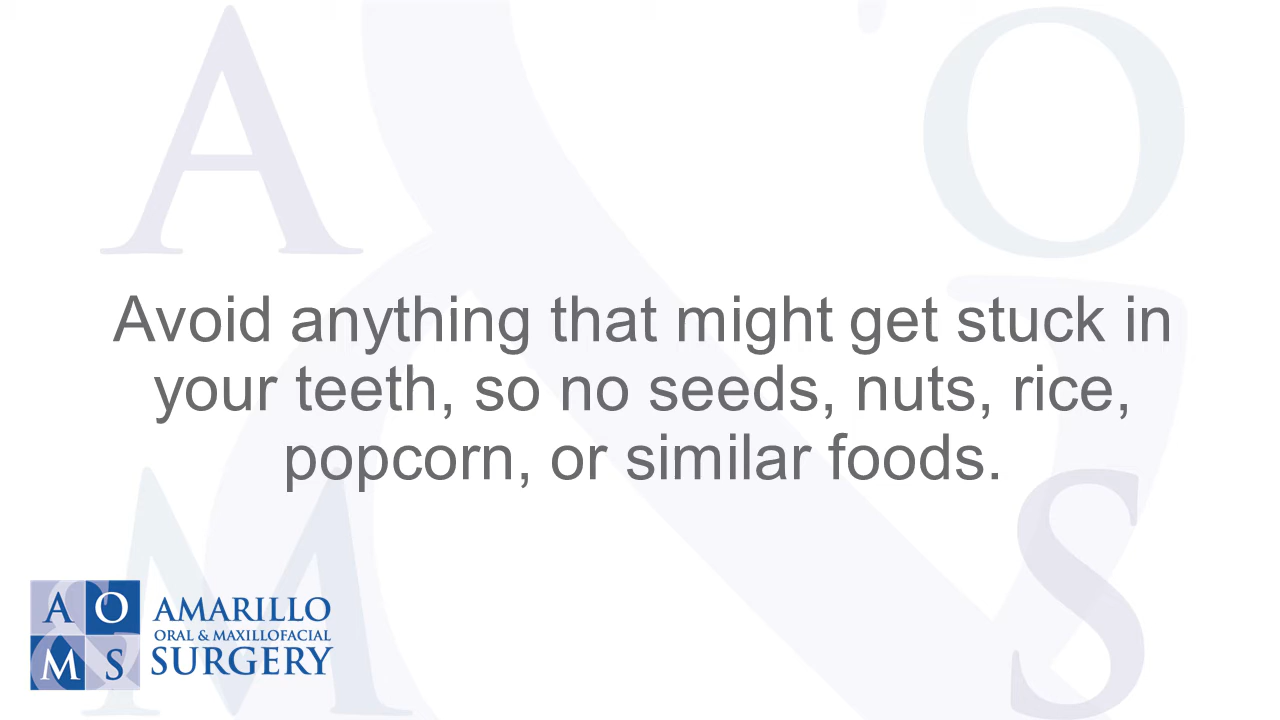 A O
Avoid anything that might get stuck in
your teeth, so no seeds, nuts, rice,
popcorn, or similar foods.
M S
A O
M S
AMARILLO
ORAL & MAXILLOFACIAL
SURGERY